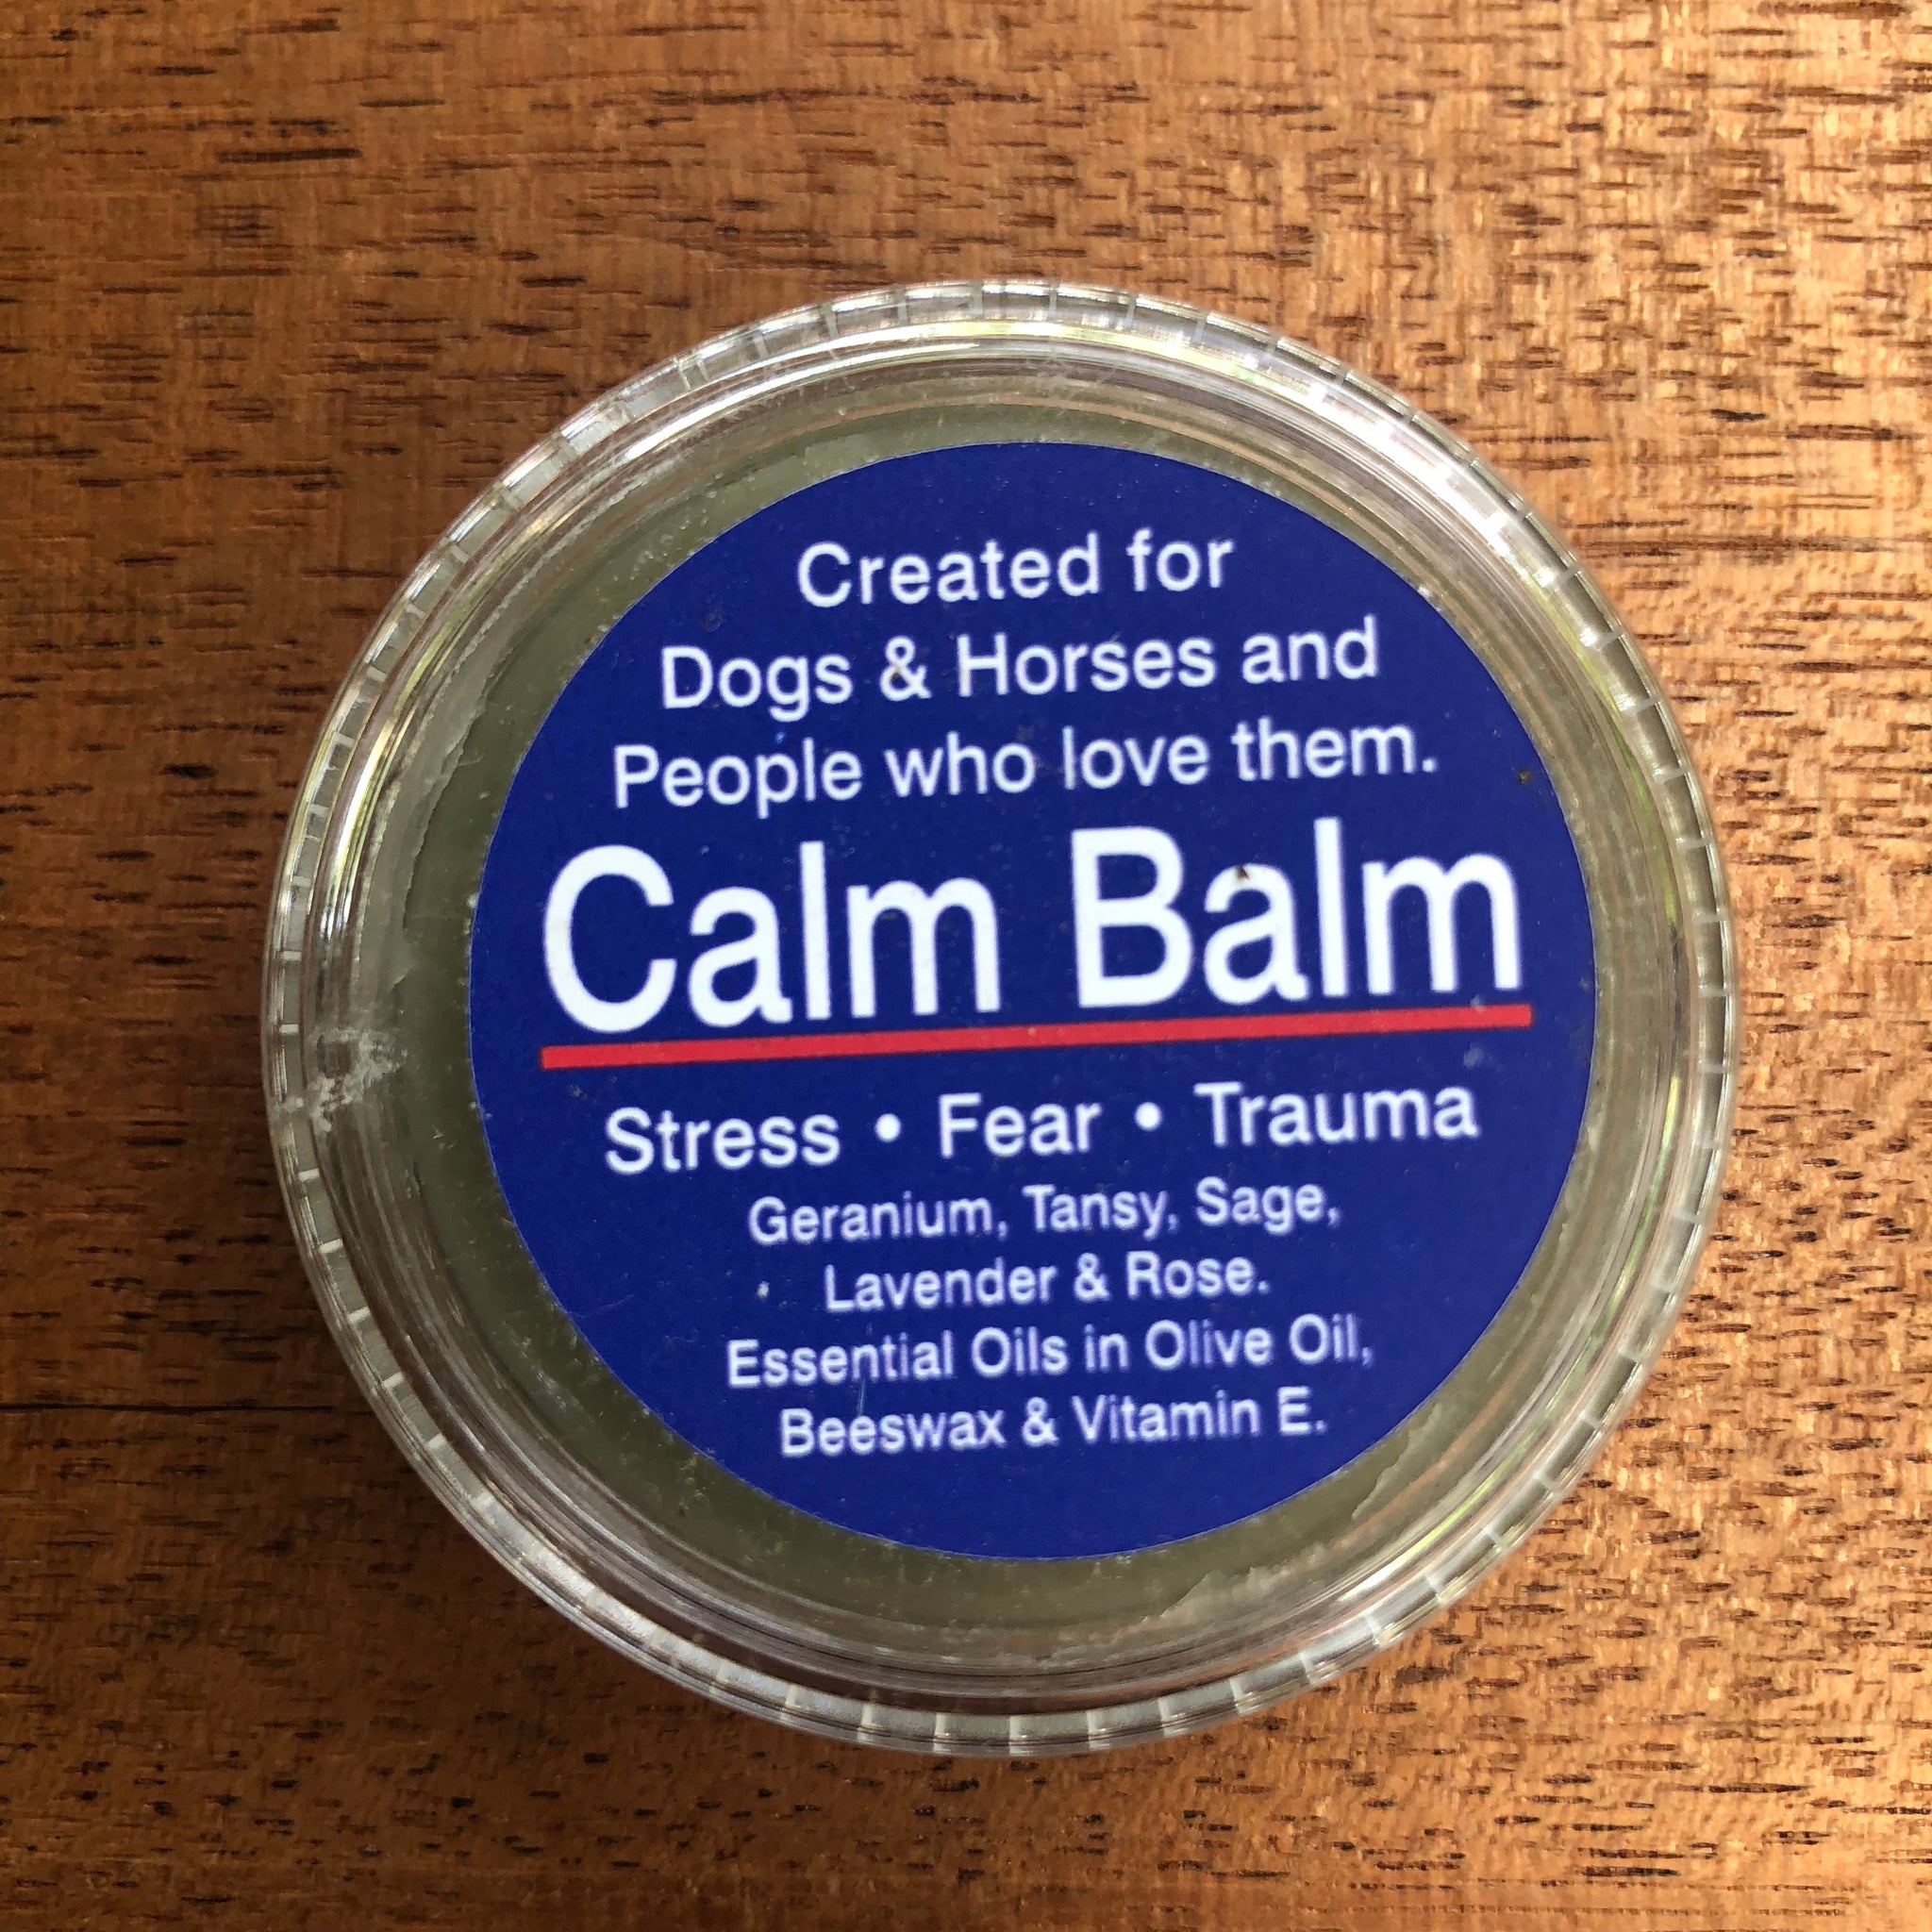 Created for
Dogs & Horses and
People who love them.
Calm Balm
Stress • Fear • Trauma
Geranium, Tansy, Sage,
Lavender & Rose.
Essential Oils in Olive Oil,
Beeswax & Vitamin E.